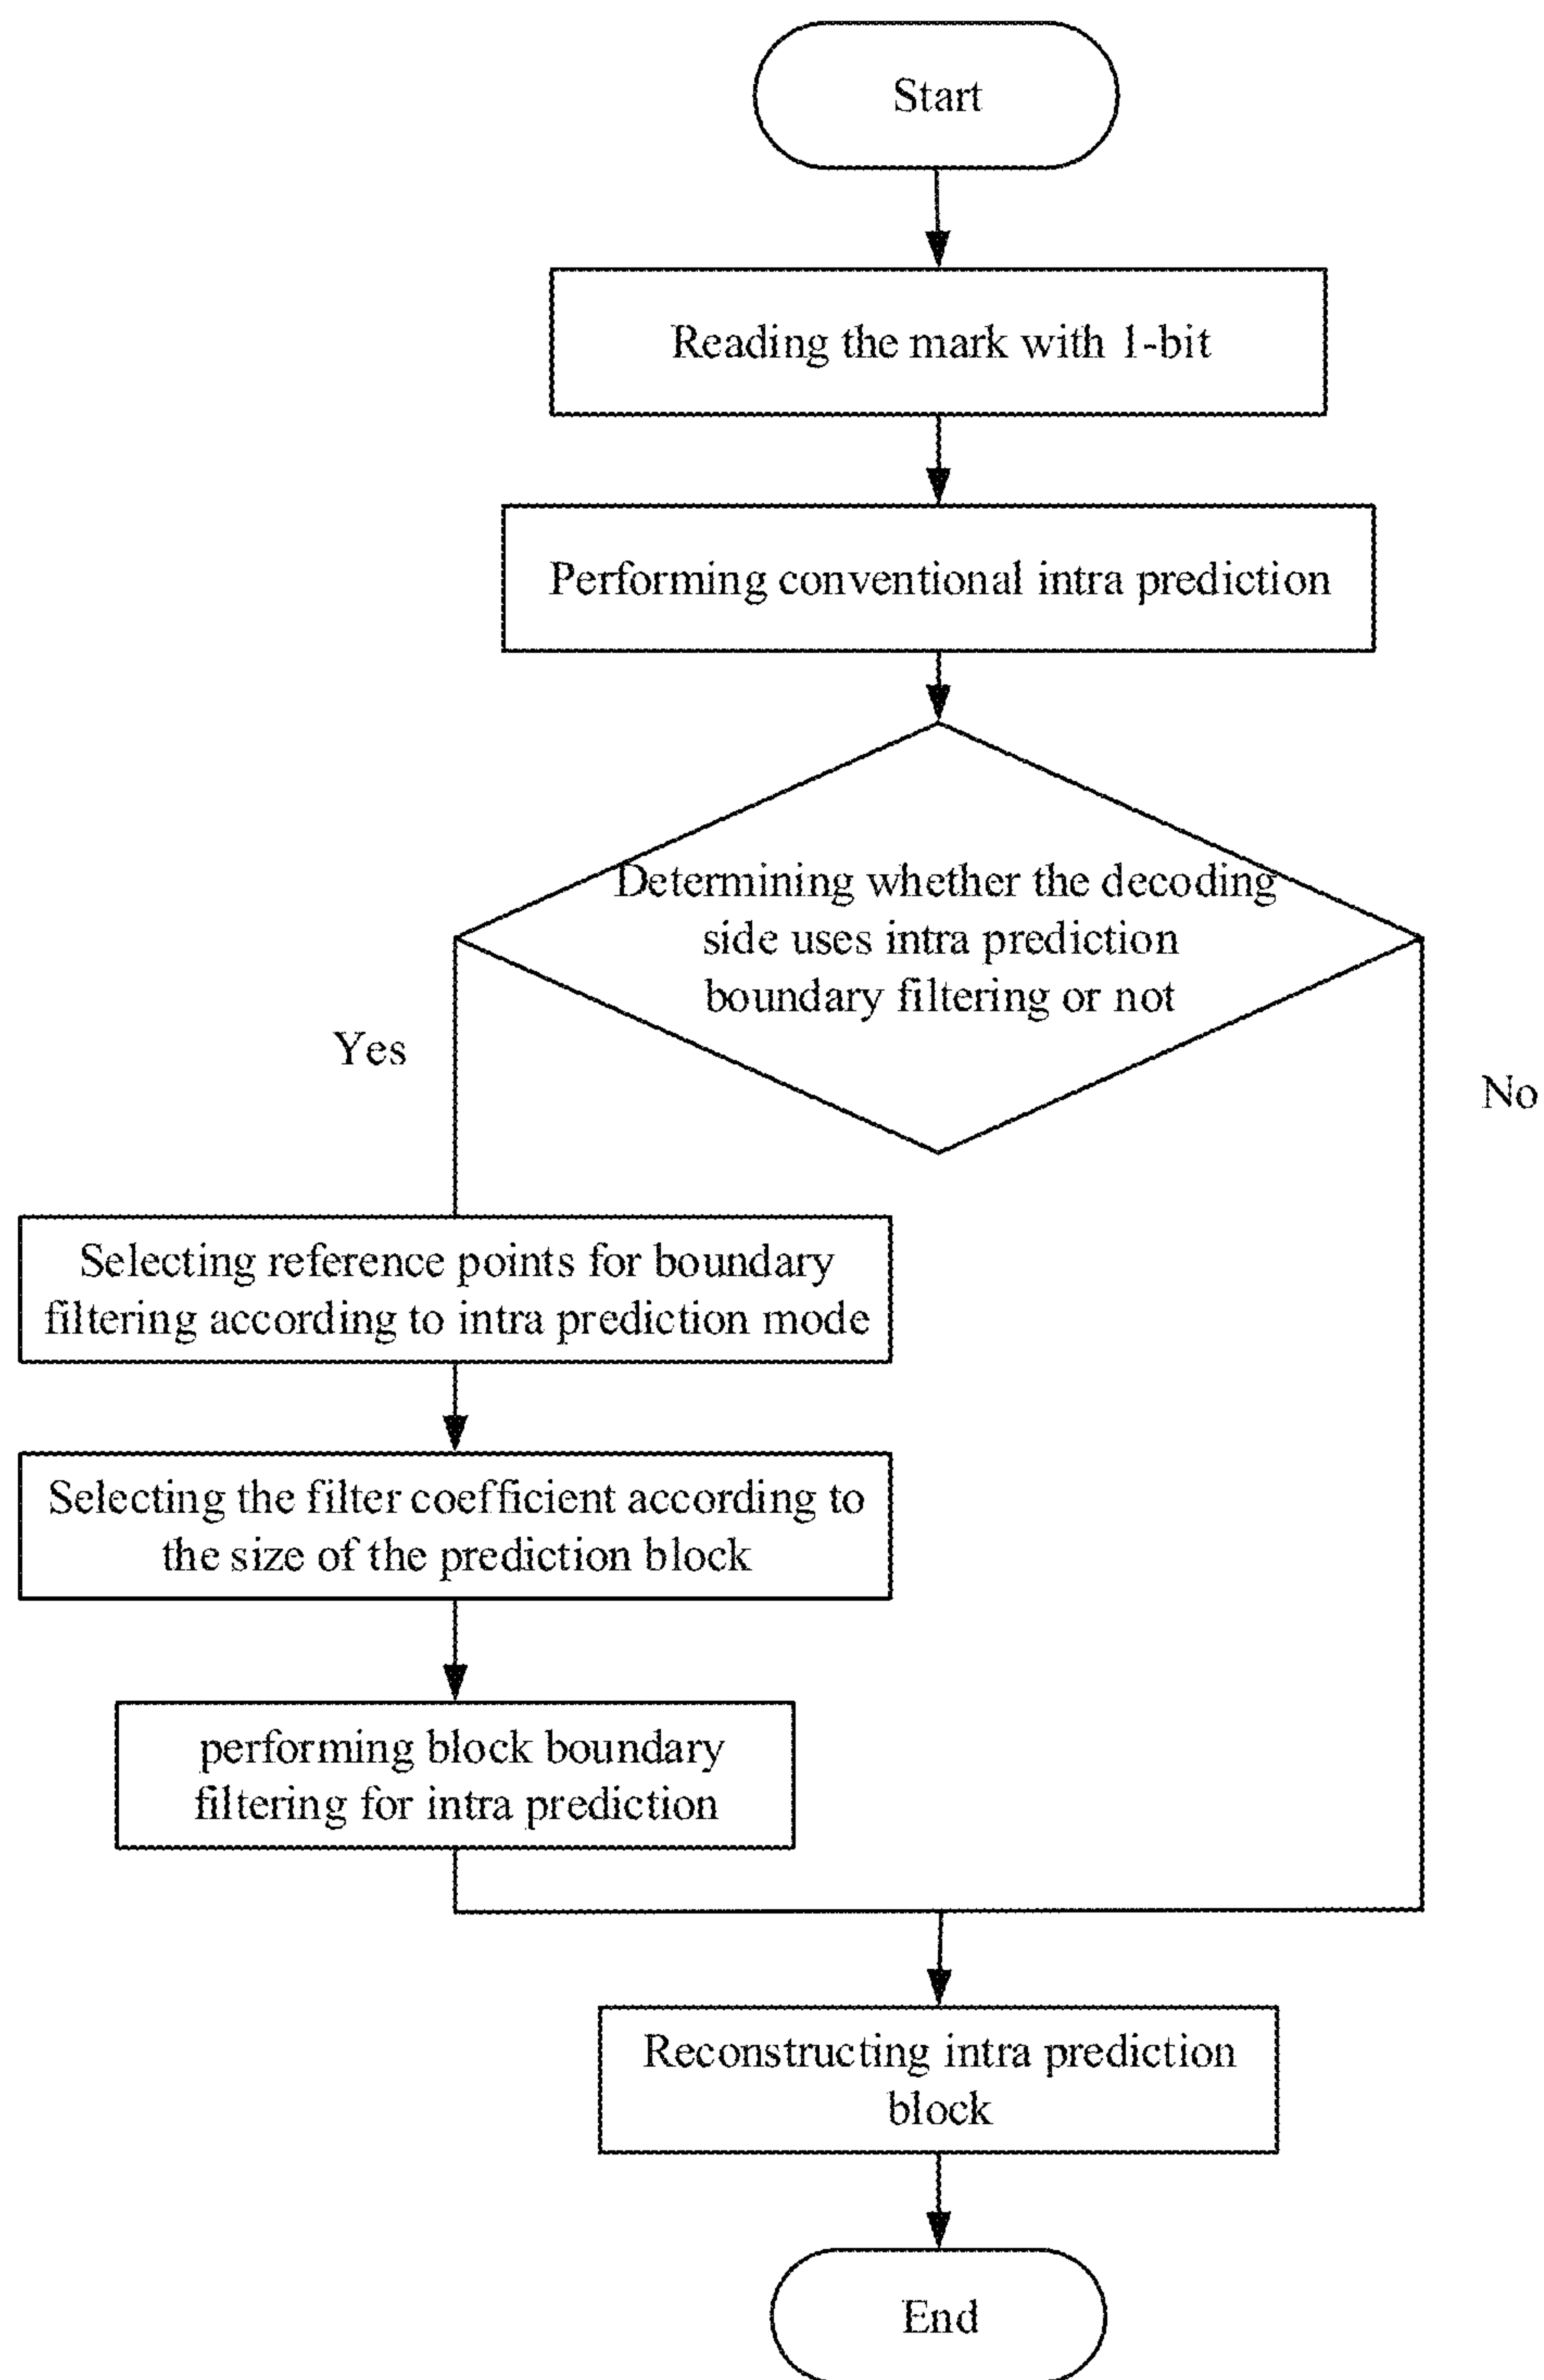 Start
Reading the mark with 1-bit
Performing conventional intra prediction
Determining whether the decoding
side uses intra prediction
boundary filtering or not
Yes
No
Selecting reference points for boundary
filtering according to intra prediction mode
Selecting the filter coefficient according to
the size of the prediction block
performing block boundary
filtering for intra prediction
Reconstructing intra prediction
block
End